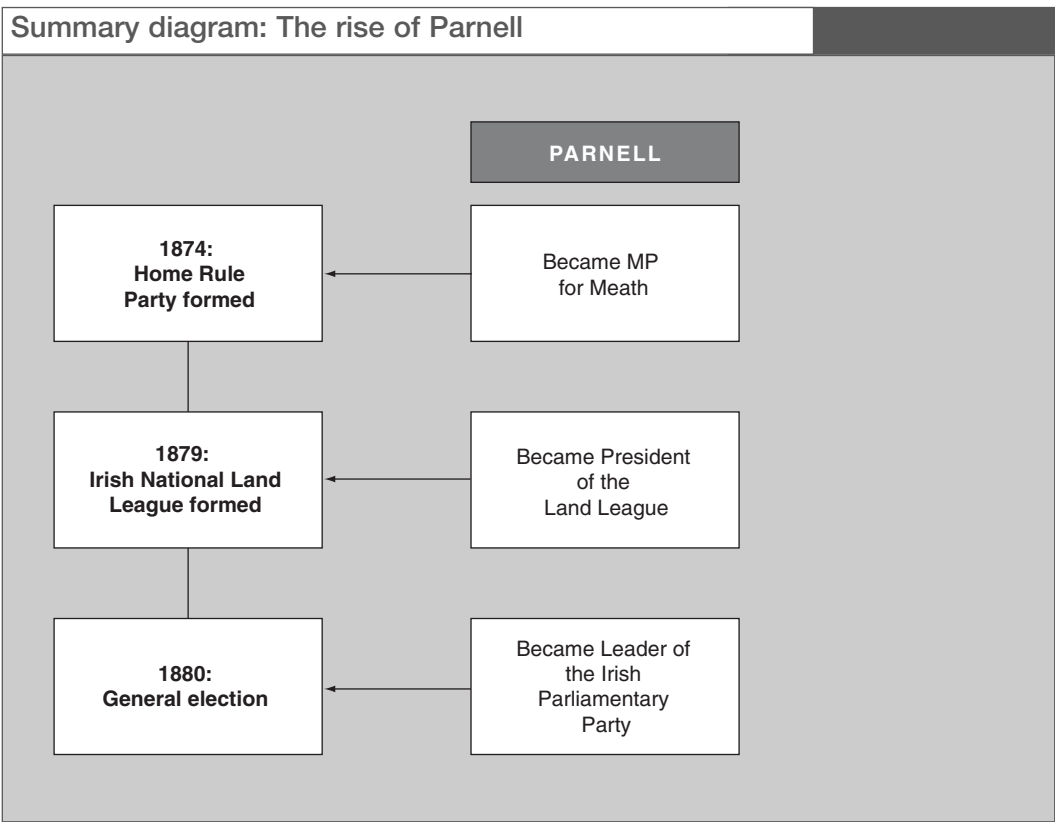 Summary diagram: The rise of Parnell
PARNELL
1874:
Home Rule
Party formed
Became MP
for Meath
1879:
Irish National Land
League formed
Became President
of the
Land League
1880:
General election
Became Leader of
the Irish
Parliamentary
Party